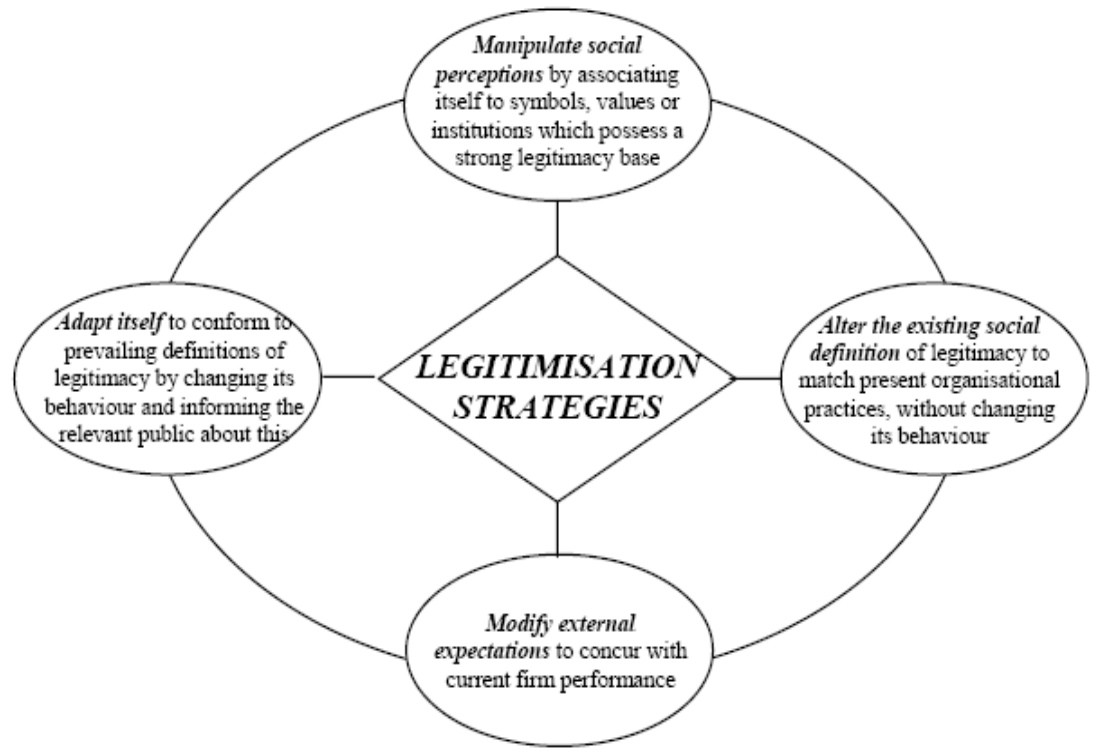 Manipulate social
perceptions by associating
itself to symbols, values or
institutions which possess a
strong legitimacy base
Adapt itself to conform to
prevailing definitions of
legitimacy by changing its
behaviour and informing the
relevant public about this
LEGITIMISATION
STRATEGIES
Alter the existing social
definition of legitimacy to
match present organisational
practices, without changing
its behaviour
Modify external
expectations to concur with
current firm performance